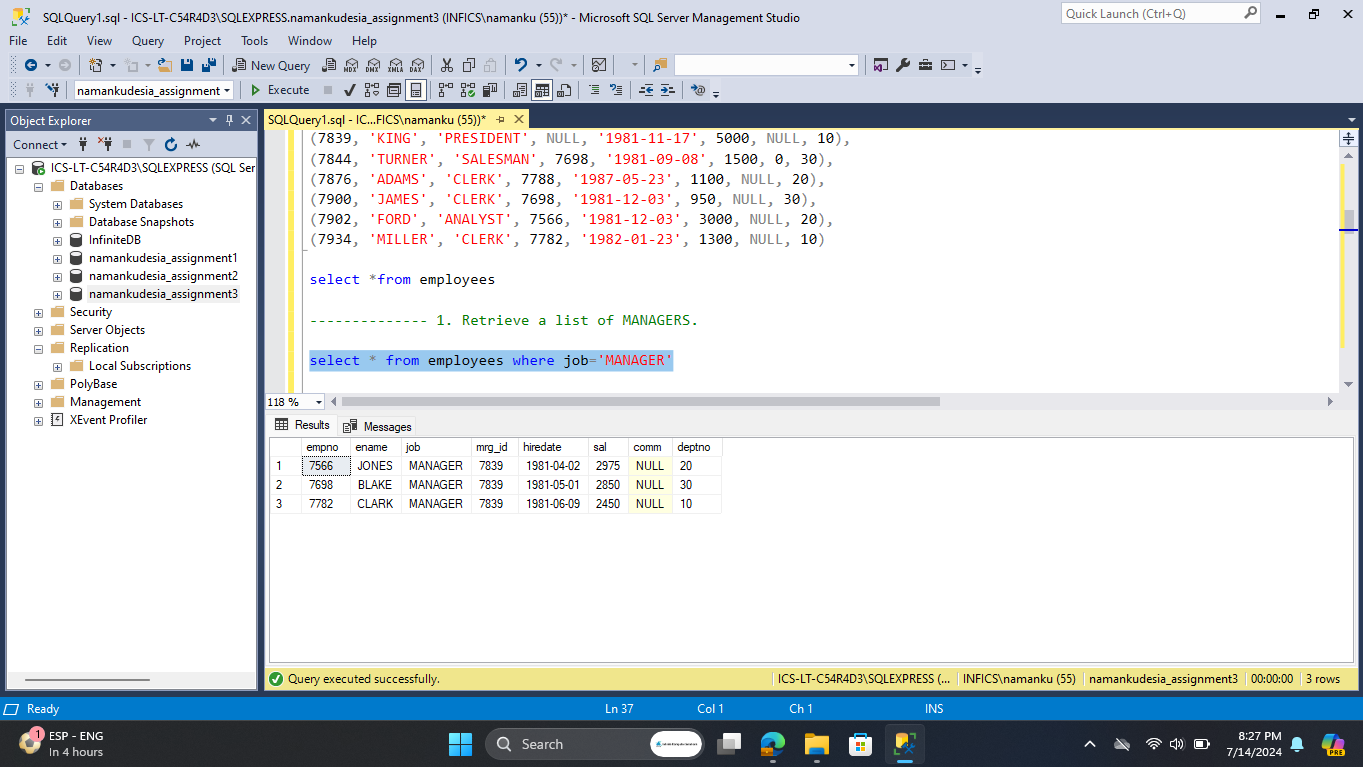 SQLQuery1.sql - ICS-LT-C54R4D3\SQLEXPRESS.namankudesia_assignment3 (INFICS\namanku (55))* - Microsoft SQL Server Management Studio
Quick Launch (Ctrl+Q)
File Edit View Query Project Tools Window Help
New Query MDX DMX XMLA DAX
namankudesia_assignment Execute
Object Explorer
Connect
ICS-LT-C54R4D3\SQLEXPRESS (SQL Ser
Databases
System Databases
Database Snapshots
InfiniteDB
namankudesia_assignment1
namankudesia_assignment2
namankudesia_assignment3
Security
Server Objects
Replication
Local Subscriptions
PolyBase
Management
XEvent Profiler
SQLQuery1.sql - IC...FICS\namanku (55))*
(7839, 'KING', 'PRESIDENT', NULL, '1981-11-17', 5000, NULL, 10),
(7844, 'TURNER', 'SALESMAN', 7698, '1981-09-08', 1500, 0, 30),
(7876, 'ADAMS', 'CLERK', 7788, '1987-05-23', 1100, NULL, 20),
(7900, 'JAMES', 'CLERK', 7698, '1981-12-03', 950, NULL, 30),
(7902, 'FORD', 'ANALYST', 7566, '1981-12-03', 3000, NULL, 20),
(7934, 'MILLER', 'CLERK', 7782, '1982-01-23', 1300, NULL, 10)
select *from employees
-------------- 1. Retrieve a list of MANAGERS.
select * from employees where job='MANAGER'
118 %
Results Messages
empno ename job mrg_id hiredate sal comm deptno
1 7566 JONES MANAGER 7839 1981-04-02 2975 NULL 20
2 7698 BLAKE MANAGER 7839 1981-05-01 2850 NULL 30
3 7782 CLARK MANAGER 7839 1981-06-09 2450 NULL 10
Query executed successfully. ICS-LT-C54R4D3\SQLEXPRESS (... INFICS\namanku (55) namankudesia_assignment3 00:00:00 3 rows
Ready Ln 37 Col 1 Ch 1 INS
1 ESP - ENG
In 4 hours
Search
8:27 PM
7/14/2024
PRE